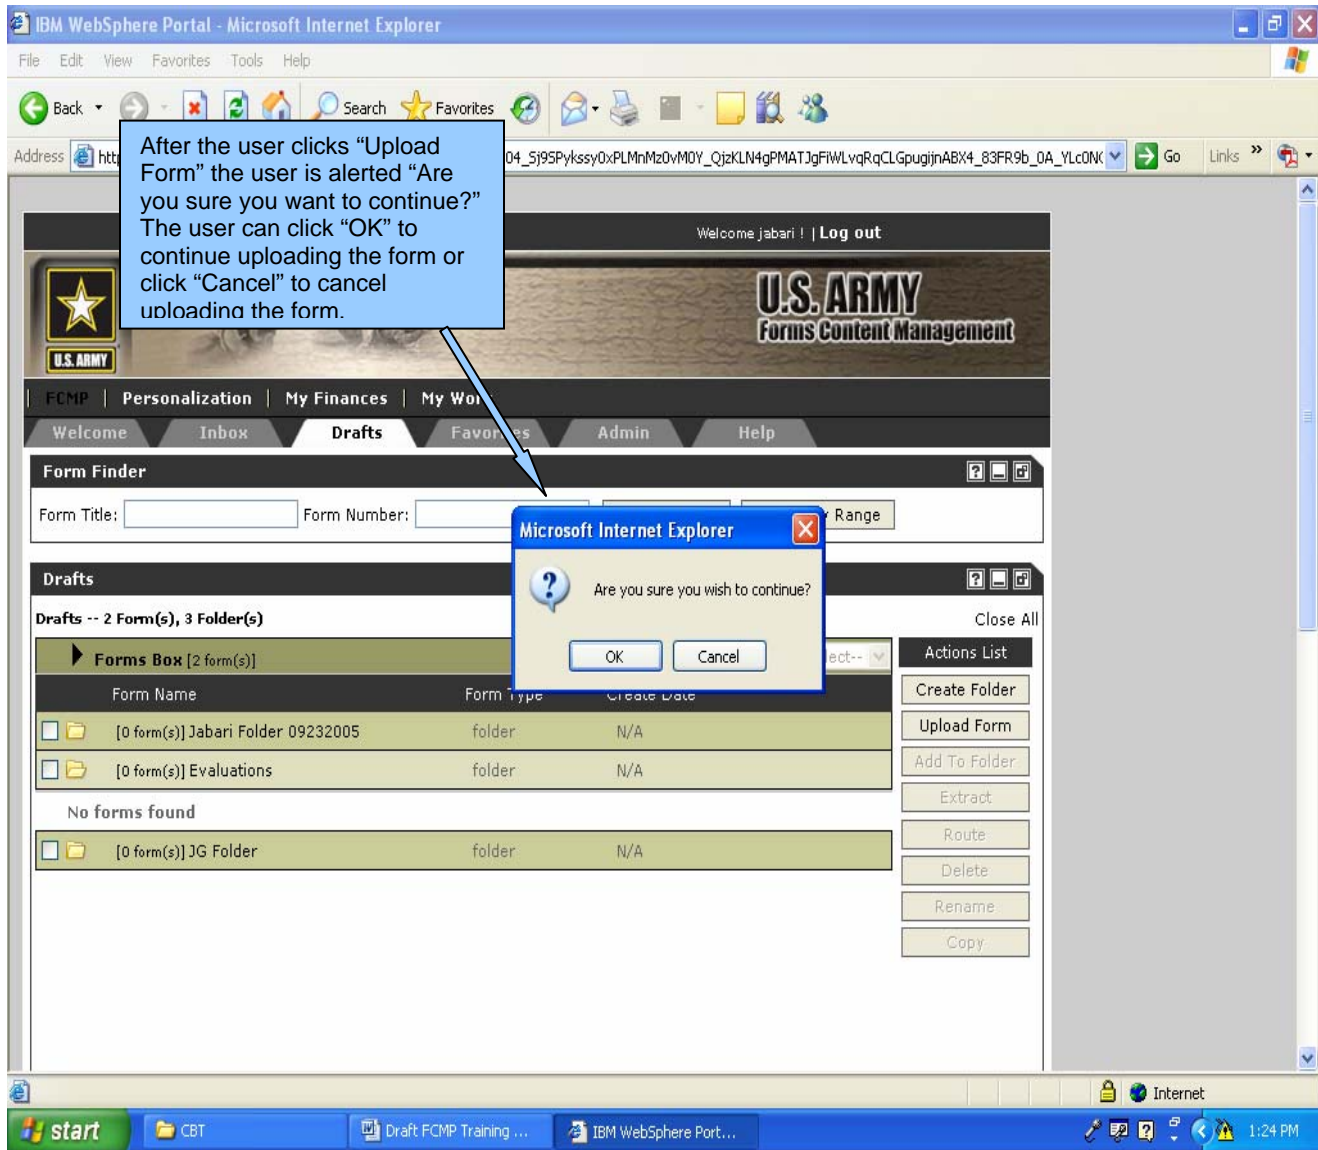 IBM WebSphere Portal - Microsoft Internet Explorer
File Edit View Favorites Tools Help
Back Search Favorites
Address Go Links »
After the user clicks “Upload
Form” the user is alerted “Are
you sure you want to continue?”
The user can click “OK” to
continue uploading the form or
click “Cancel” to cancel
uploading the form.
Welcome jabari ! | Log out
U.S. ARMY
U.S. ARMY
Forms Content Management
FCMP | Personalization | My Finances | My
Welcome Inbox Drafts Favorites Admin Help
Form Finder
Form Title: Form Number: Range
Microsoft Internet Explorer
Are you sure you wish to continue?
OK Cancel
Drafts
Drafts -- 2 Form(s), 3 Folder(s) Close All
Forms Box [2 form(s)]
Form Name Form Type Create Date
[0 form(s)] Jabari Folder 09232005 folder N/A
[0 form(s)] Evaluations folder N/A
No forms found
[0 form(s)] JG Folder folder N/A
Actions List
Create Folder
Upload Form
Add To Folder
Extract
Route
Delete
Rename
Copy
Internet
start CBT Draft FCMP Training ... IBM WebSphere Port... 1:24 PM